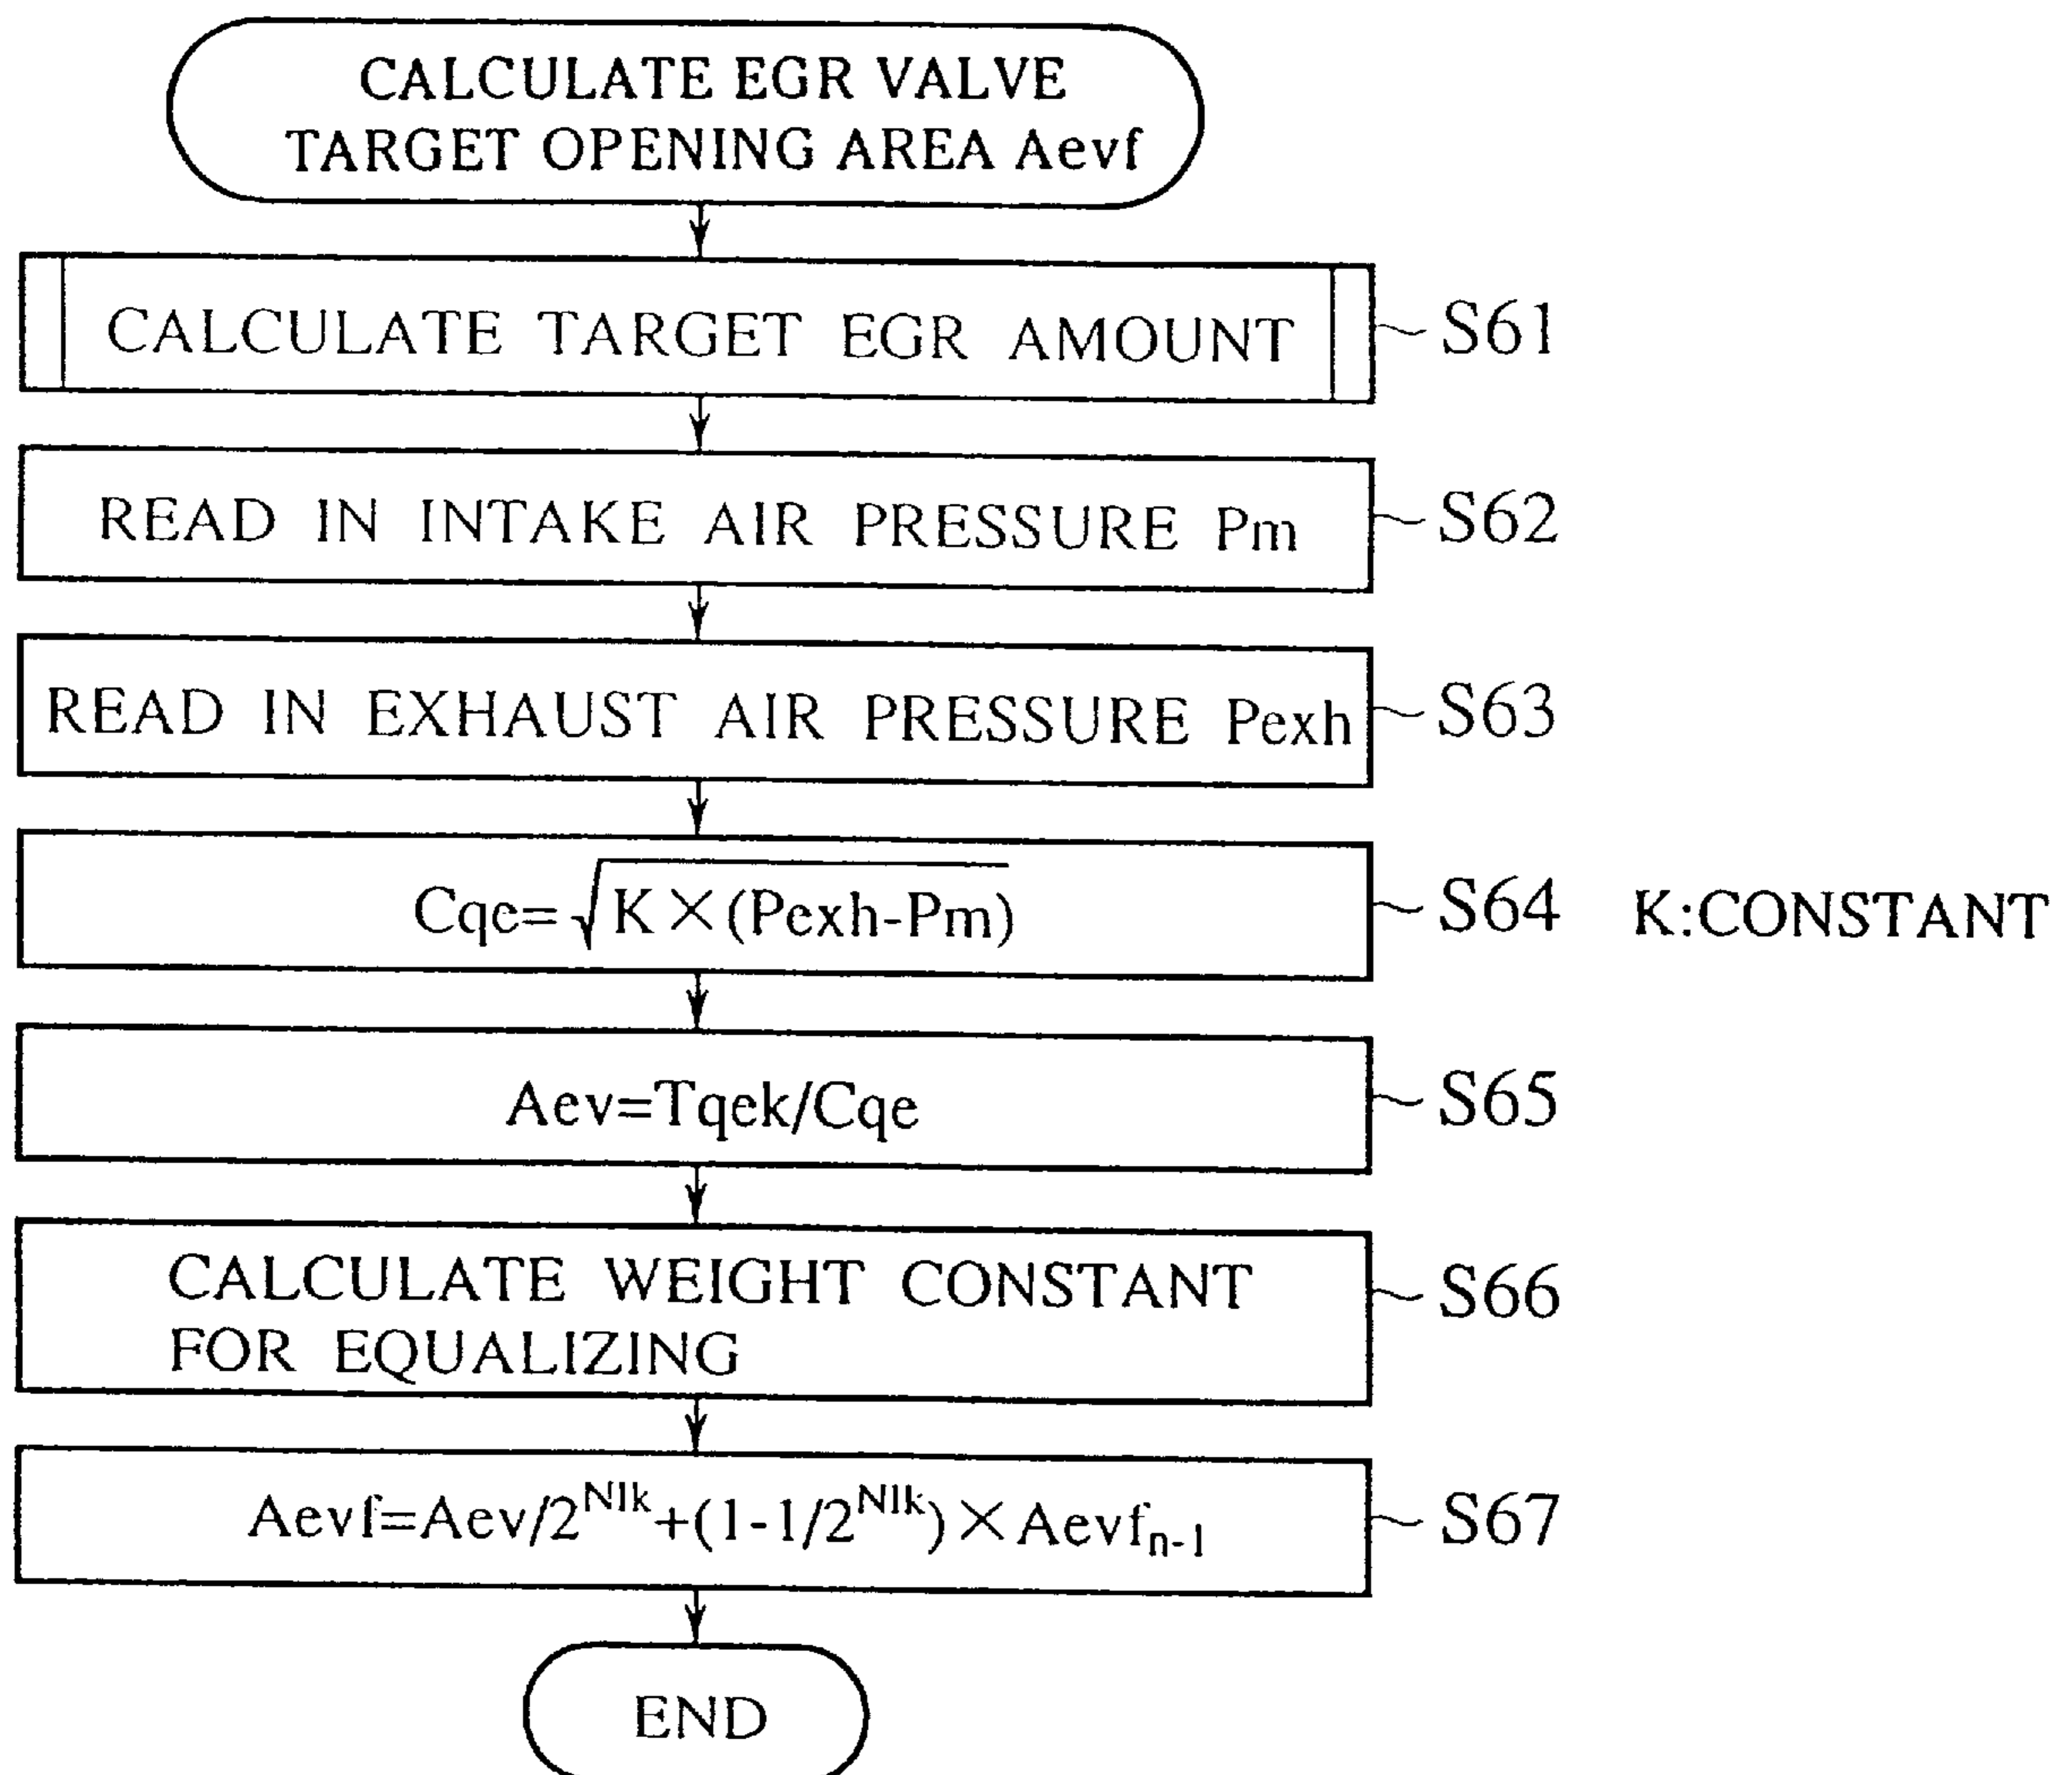 CALCULATE EGR VALVE
TARGET OPENING AREA Aevf
CALCULATE TARGET EGR AMOUNT
S61
READ IN INTAKE AIR PRESSURE Pm
S62
READ IN EXHAUST AIR PRESSURE Pexh
S63
Cqe=√K×(Pexh-Pm)
S64 K:CONSTANT
Aev=Tqek/Cqe
S65
CALCULATE WEIGHT CONSTANT
FOR EQUALIZING
S66
Aevf=Aev/2^Nlk+(1-1/2^Nlk)×Aevf_n-1
S67
END